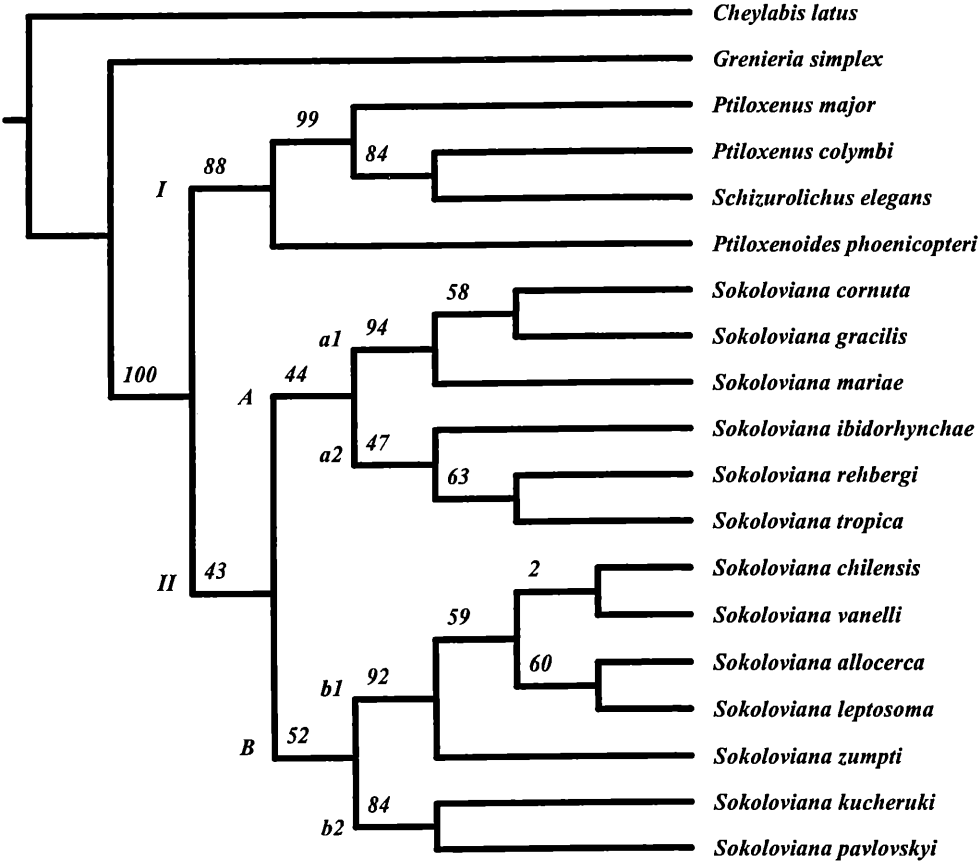 Cheylabis latus
Grenieria simplex
99
Ptiloxenus major
84
Ptiloxenus colymbi
I
88
Schizurolichus elegans
Ptiloxenoides phoenicopteri
58
Sokoloviana cornuta
a1
94
Sokoloviana gracilis
100
A
44
Sokoloviana mariae
Sokoloviana ibidorhynchae
a2
47
63
Sokoloviana rehbergi
Sokoloviana tropica
II
43
2
Sokoloviana chilensis
59
Sokoloviana vanelli
60
Sokoloviana allocerca
b1
92
Sokoloviana leptosoma
B
52
Sokoloviana zumpti
84
Sokoloviana kucheruki
b2
Sokoloviana pavlovskyi